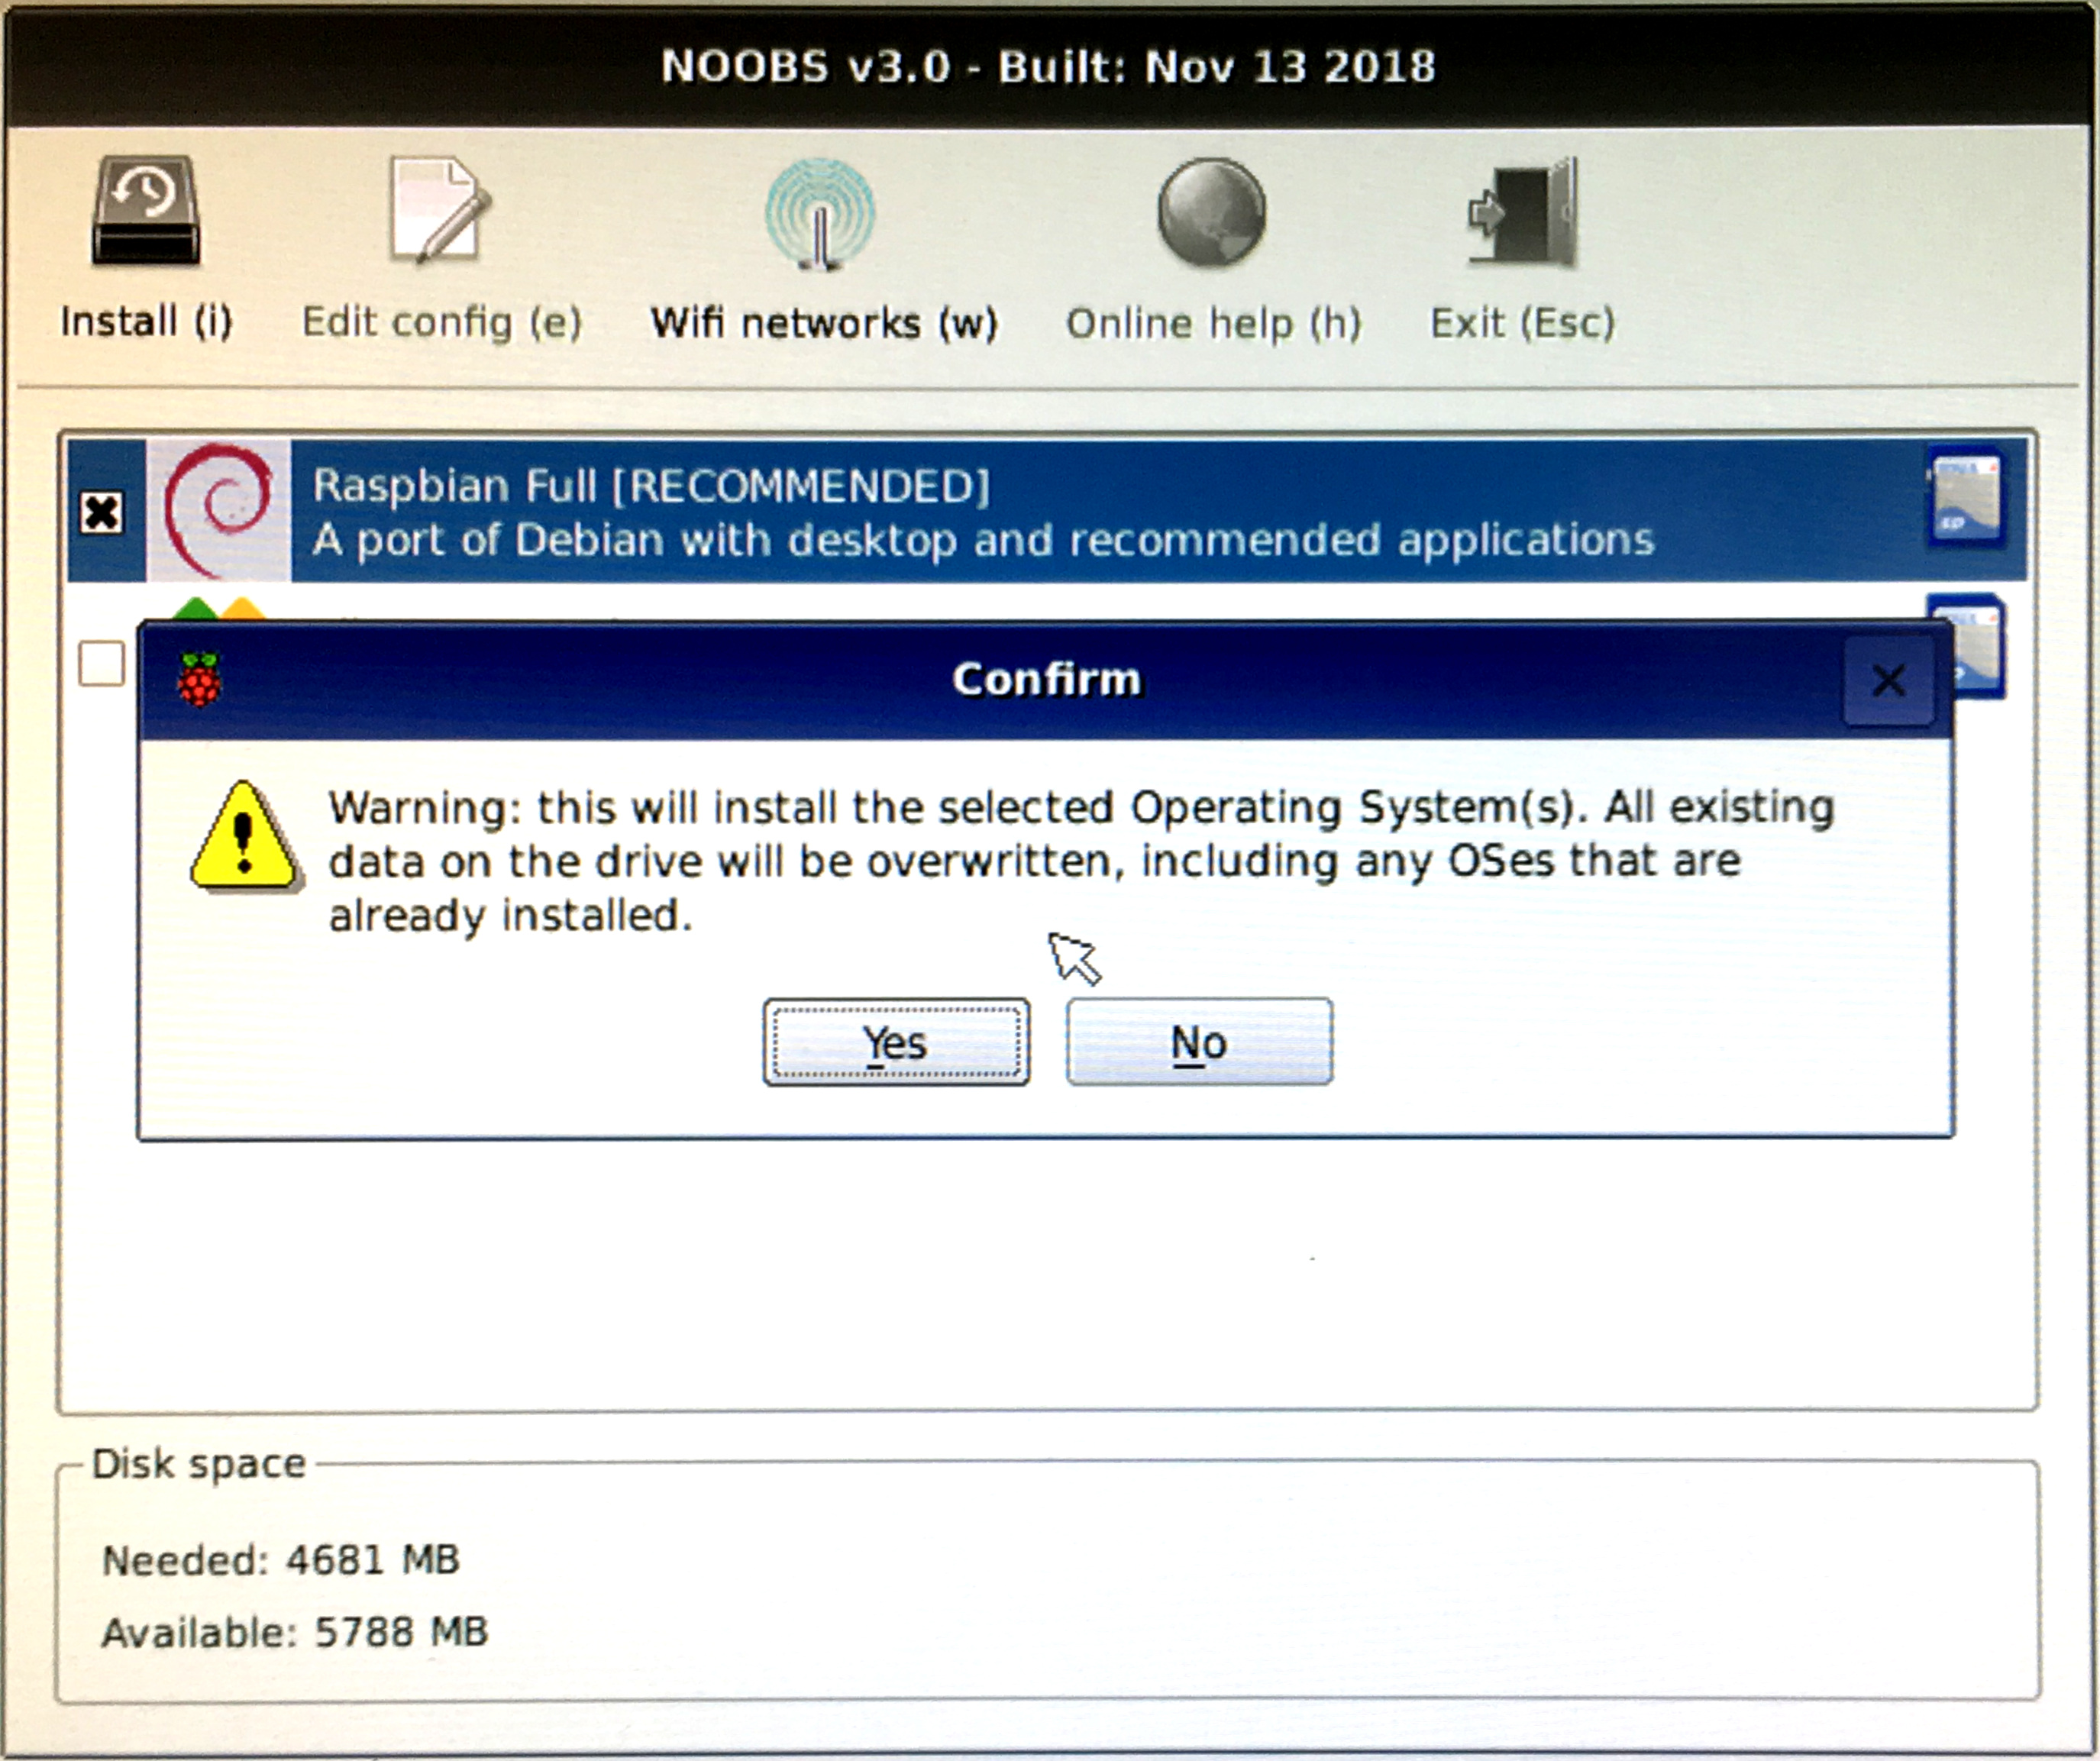 NOOBS v3.0 - Built: Nov 13 2018
Install (i)
Edit config (e)
Wifi networks (w)
Online help (h)
Exit (Esc)
Raspbian Full [RECOMMENDED]
A port of Debian with desktop and recommended applications
Confirm
Warning: this will install the selected Operating System(s). All existing
data on the drive will be overwritten, including any OSes that are
already installed.
Yes
No
Disk space
Needed: 4681 MB
Available: 5788 MB